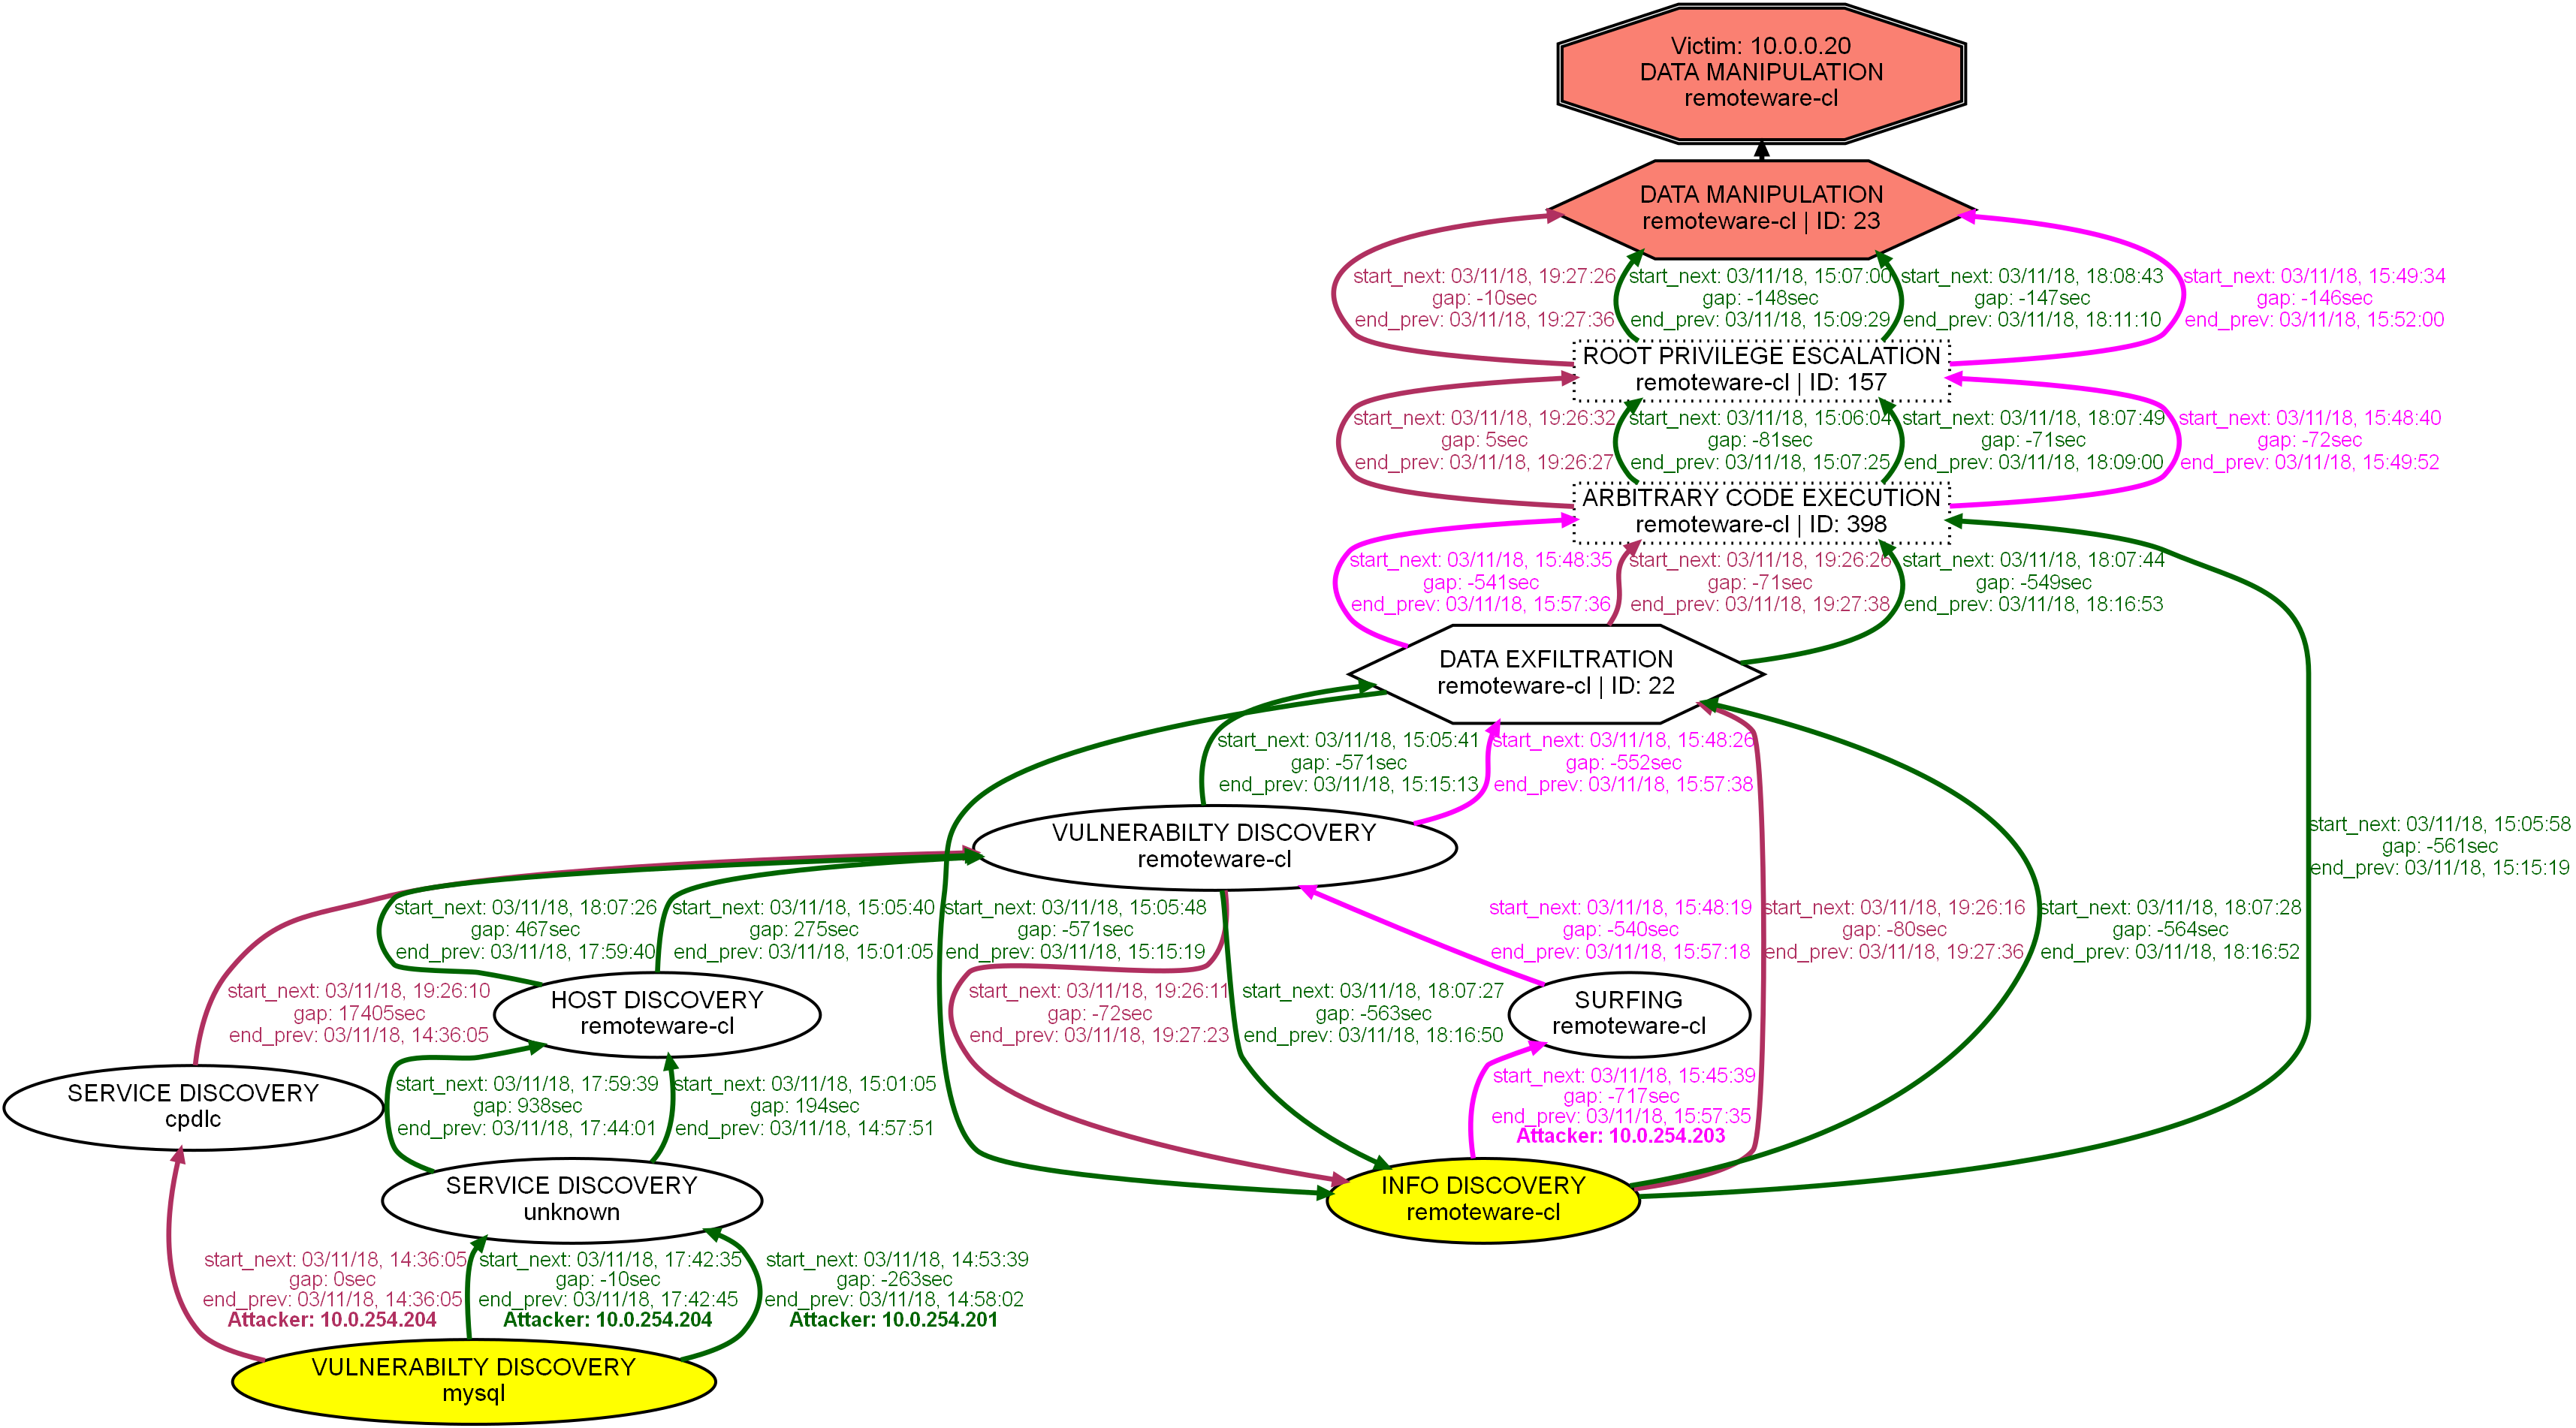 Victim: 10.0.0.20
DATA MANIPULATION
remoteware-cl
DATA MANIPULATION
remoteware-cl | ID: 23
start_next: 03/11/18, 19:27:26
gap: -10sec
end_prev: 03/11/18, 19:27:36
start_next: 03/11/18, 15:07:00
gap: -148sec
end_prev: 03/11/18, 15:09:29
start_next: 03/11/18, 18:08:43
gap: -147sec
end_prev: 03/11/18, 18:11:10
start_next: 03/11/18, 15:49:34
gap: -146sec
end_prev: 03/11/18, 15:52:00
ROOT PRIVILEGE ESCALATION
remoteware-cl | ID: 157
start_next: 03/11/18, 19:26:32
gap: 5sec
end_prev: 03/11/18, 19:26:27
start_next: 03/11/18, 15:06:04
gap: -81sec
end_prev: 03/11/18, 15:07:25
start_next: 03/11/18, 18:07:49
gap: -71sec
end_prev: 03/11/18, 18:09:00
start_next: 03/11/18, 15:48:40
gap: -72sec
end_prev: 03/11/18, 15:49:52
ARBITRARY CODE EXECUTION
remoteware-cl | ID: 398
start_next: 03/11/18, 15:48:35
gap: -541sec
end_prev: 03/11/18, 15:57:36
start_next: 03/11/18, 19:26:26
gap: -71sec
end_prev: 03/11/18, 19:27:38
start_next: 03/11/18, 18:07:44
gap: -549sec
end_prev: 03/11/18, 18:16:53
DATA EXFILTRATION
remoteware-cl | ID: 22
start_next: 03/11/18, 15:05:41
gap: -571sec
end_prev: 03/11/18, 15:15:13
start_next: 03/11/18, 15:48:26
gap: -552sec
end_prev: 03/11/18, 15:57:38
start_next: 03/11/18, 15:05:58
gap: -561sec
end_prev: 03/11/18, 15:15:19
VULNERABILTY DISCOVERY
remoteware-cl
start_next: 03/11/18, 18:07:26
gap: 467sec
end_prev: 03/11/18, 17:59:40
start_next: 03/11/18, 15:05:40
gap: 275sec
end_prev: 03/11/18, 15:01:05
start_next: 03/11/18, 15:05:48
gap: -571sec
end_prev: 03/11/18, 15:15:19
start_next: 03/11/18, 15:48:19
gap: -540sec
end_prev: 03/11/18, 15:57:18
start_next: 03/11/18, 19:26:16
gap: -80sec
end_prev: 03/11/18, 19:27:36
start_next: 03/11/18, 18:07:28
gap: -564sec
end_prev: 03/11/18, 18:16:52
start_next: 03/11/18, 19:26:10
gap: 17405sec
end_prev: 03/11/18, 14:36:05
HOST DISCOVERY
remoteware-cl
start_next: 03/11/18, 19:26:11
gap: -72sec
end_prev: 03/11/18, 19:27:23
start_next: 03/11/18, 18:07:27
gap: -563sec
end_prev: 03/11/18, 18:16:50
SURFING
remoteware-cl
SERVICE DISCOVERY
cpdlc
start_next: 03/11/18, 17:59:39
gap: 938sec
end_prev: 03/11/18, 17:44:01
start_next: 03/11/18, 15:01:05
gap: 194sec
end_prev: 03/11/18, 14:57:51
start_next: 03/11/18, 15:45:39
gap: -717sec
end_prev: 03/11/18, 15:57:35
Attacker: 10.0.254.203
SERVICE DISCOVERY
unknown
INFO DISCOVERY
remoteware-cl
start_next: 03/11/18, 14:36:05
gap: 0sec
end_prev: 03/11/18, 14:36:05
Attacker: 10.0.254.204
start_next: 03/11/18, 17:42:35
gap: -10sec
end_prev: 03/11/18, 17:42:45
Attacker: 10.0.254.204
start_next: 03/11/18, 14:53:39
gap: -263sec
end_prev: 03/11/18, 14:58:02
Attacker: 10.0.254.201
VULNERABILTY DISCOVERY
mysql